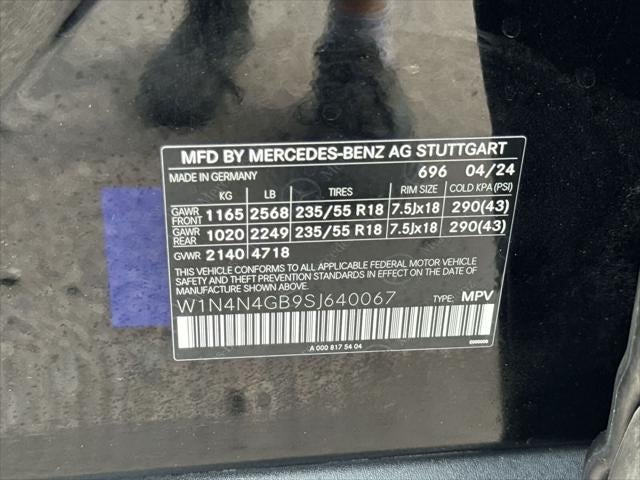 MFD BY MERCEDES-BENZ AG STUTTGART
MADE IN GERMANY 696 04/24
KG LB TIRES RIM SIZE COLD KPA (PSI)
GAWR FRONT 1165 2568 235/55 R18 7.5Jx18 290(43)
GAWR REAR 1020 2249 235/55 R18 7.5Jx18 290(43)
GVWR 2140 4718
THIS VEHICLE CONFORMS TO ALL APPLICABLE FEDERAL MOTOR VEHICLE
SAFETY AND THEFT PREVENTION STANDARDS IN EFFECT ON THE DATE OF
MANUFACTURE SHOWN ABOVE.
W1N4N4GB9SJ640067 TYPE: MPV
A 000 817 54 04